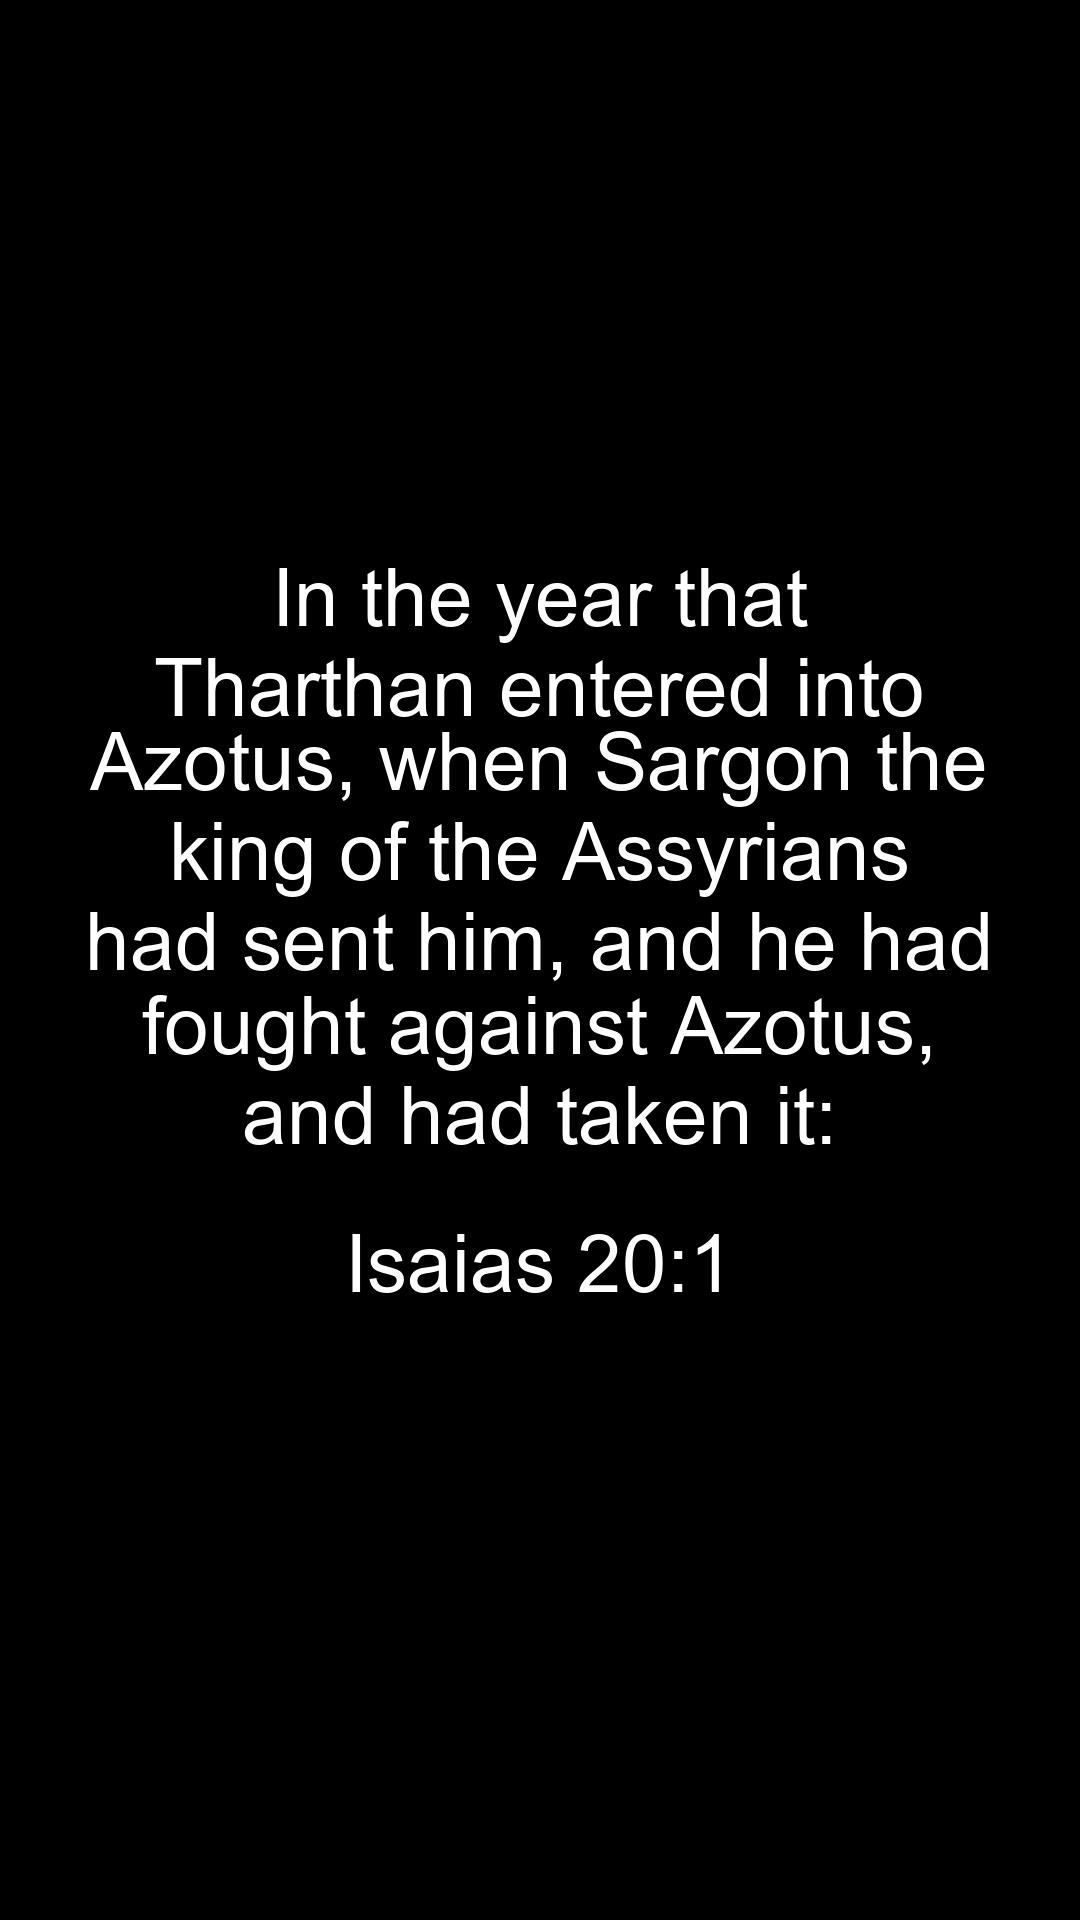 In the year that
Tharthan entered into
Azotus, when Sargon the
king of the Assyrians
had sent him, and he had
fought against Azotus,
and had taken it:
Isaias 20:1